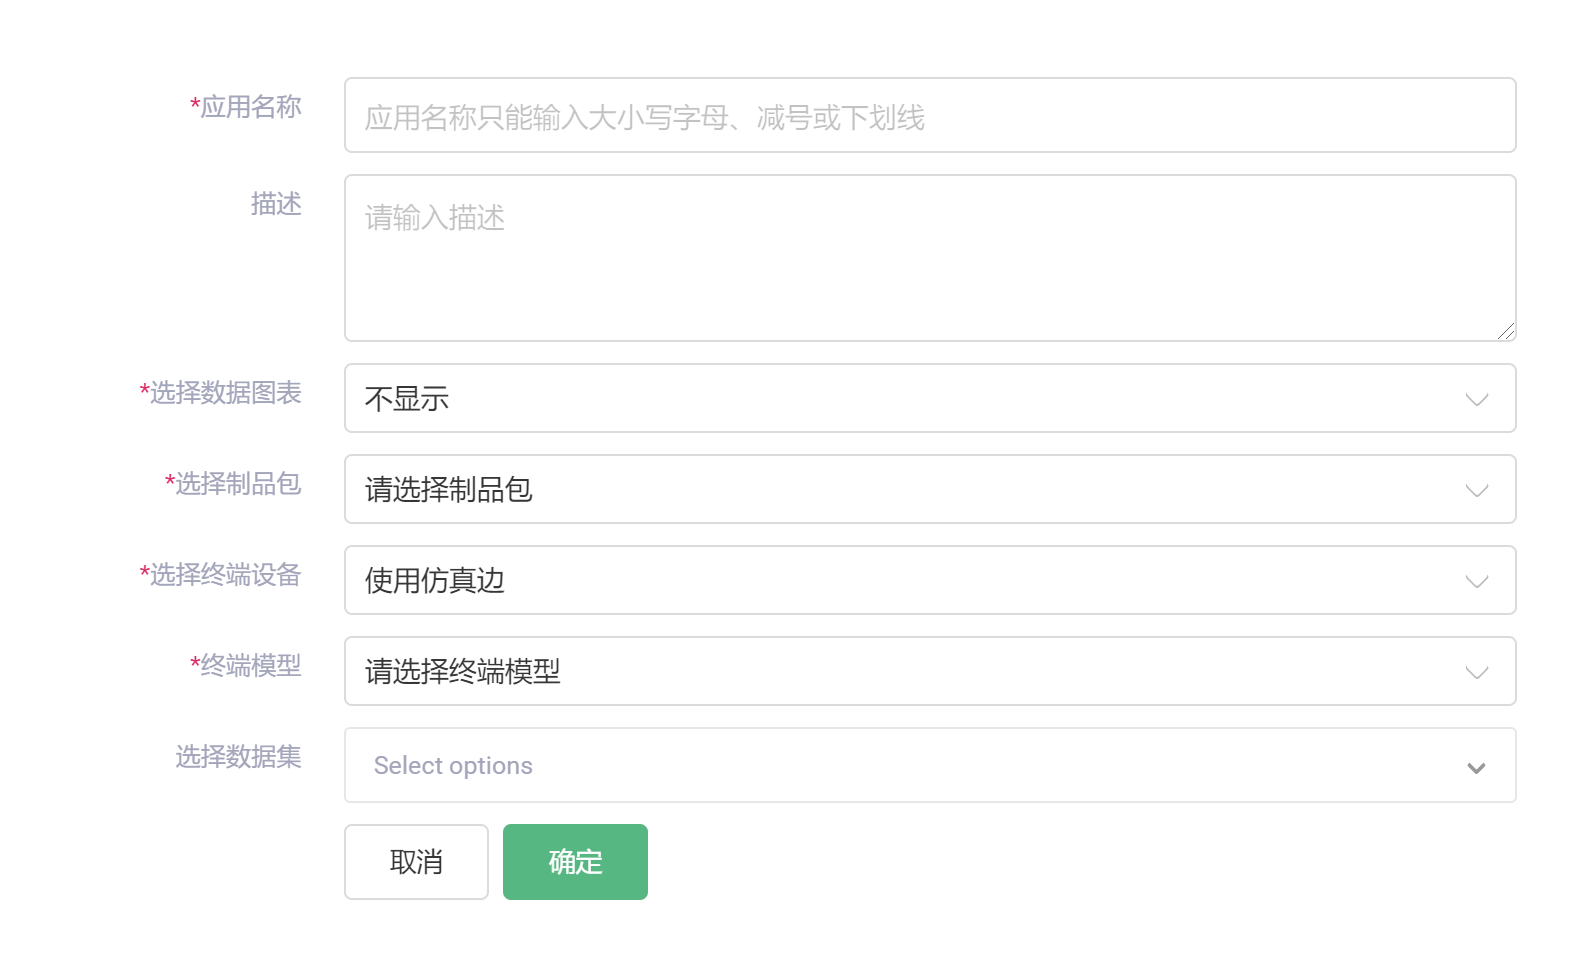 *应用名称
应用名称只能输入大小写字母、减号或下划线
描述
请输入描述
*选择数据图表
不显示
*选择制品包
请选择制品包
*选择终端设备
使用仿真边
*终端模型
请选择终端模型
选择数据集
Select options
取消
确定